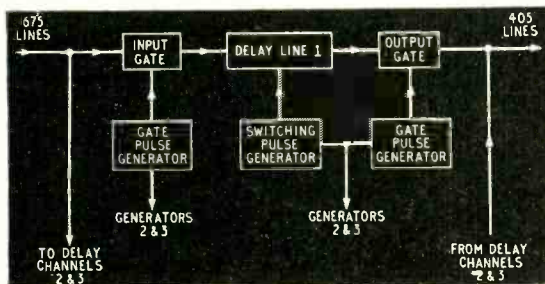 1675
LINES
INPUT
GATE
DELAY LINE 1
OUTPUT
GATE
405
LINES
GATE
PULSE
GENERATOR
SWITCHING
PULSE
GENERATOR
GATE
PULSE
GENERATOR
GENERATORS
2 & 3
GENERATORS
2 & 3
TO DELAY
CHANNELS
2 & 3
FROM DELAY
CHANNELS
2 & 3